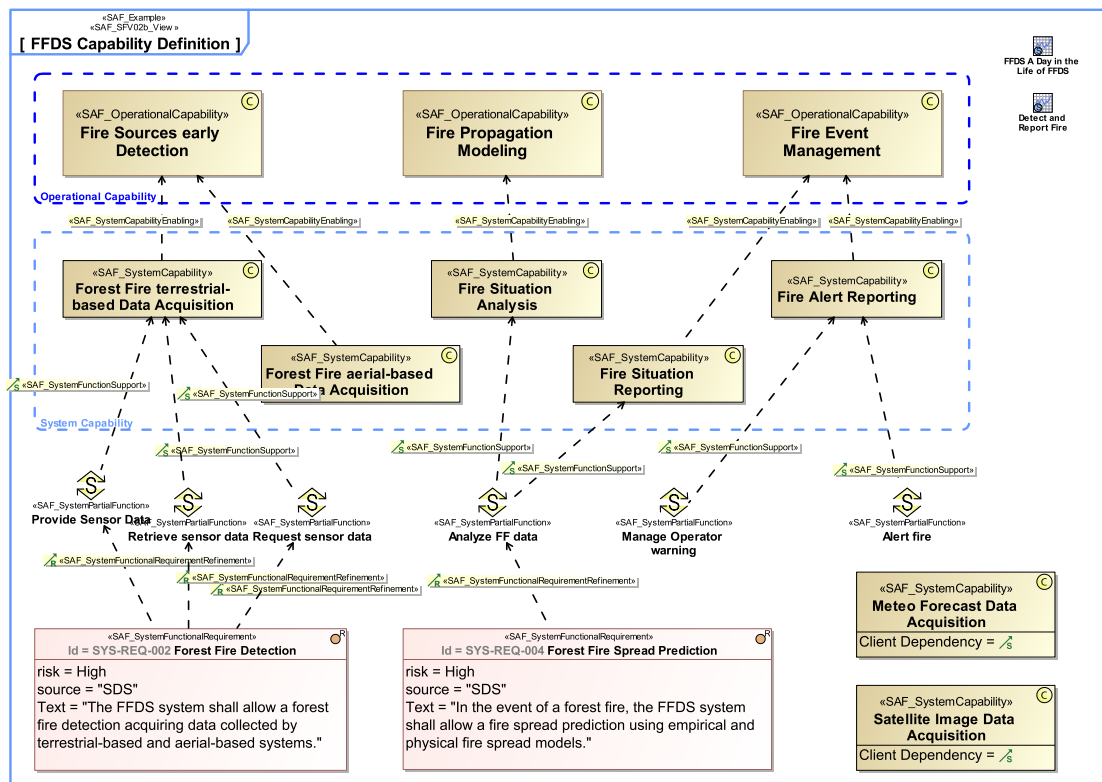 «SAF_Example»
«SAF_SFV02b_View »
[ FFDS Capability Definition ]
FFDS A Day in the
Life of FFDS
Detect and
Report Fire
«SAF_OperationalCapability»
Fire Sources early
Detection
C
«SAF_OperationalCapability»
Fire Propagation
Modeling
C
«SAF_OperationalCapability»
Fire Event
Management
C
Operational Capability
«SAF_SystemCapabilityEnabling»
«SAF_SystemCapabilityEnabling»
«SAF_SystemCapabilityEnabling»
«SAF_SystemCapabilityEnabling»
«SAF_SystemCapabilityEnabling»
«SAF_SystemCapability»
Forest Fire terrestrial-
based Data Acquisition
C
«SAF_SystemCapability»
Fire Situation
Analysis
C
«SAF_SystemCapability»
Fire Alert Reporting
C
«SAF_SystemCapability»
Forest Fire aerial-based
Data Acquisition
C
«SAF_SystemCapability»
Fire Situation
Reporting
C
S «SAF_SystemFunctionSupport»
S «SAF_SystemFunctionSupport»
System Capability
S «SAF_SystemFunctionSupport»
S «SAF_SystemFunctionSupport»
S «SAF_SystemFunctionSupport»
S «SAF_SystemFunctionSupport»
S «SAF_SystemFunctionSupport»
S
«SAF_SystemPartialFunction»
Provide Sensor Data
S
«SAF_SystemPartialFunction»
Retrieve sensor data
S
«SAF_SystemPartialFunction»
Request sensor data
S
«SAF_SystemPartialFunction»
Analyze FF data
S
«SAF_SystemPartialFunction»
Manage Operator
warning
S
«SAF_SystemPartialFunction»
Alert fire
R «SAF_SystemFunctionalRequirementRefinement»
R «SAF_SystemFunctionalRequirementRefinement»
R «SAF_SystemFunctionalRequirementRefinement»
R «SAF_SystemFunctionalRequirementRefinement»
«SAF_SystemFunctionalRequirement»
R
Id = SYS-REQ-002 Forest Fire Detection
risk = High
source = "SDS"
Text = "The FFDS system shall allow a forest
fire detection acquiring data collected by
terrestrial-based and aerial-based systems."
«SAF_SystemFunctionalRequirement»
R
Id = SYS-REQ-004 Forest Fire Spread Prediction
risk = High
source = "SDS"
Text = "In the event of a forest fire, the FFDS system
shall allow a fire spread prediction using empirical and
physical fire spread models."
«SAF_SystemCapability»
Meteo Forecast Data
Acquisition
C
Client Dependency = S
«SAF_SystemCapability»
Satellite Image Data
Acquisition
C
Client Dependency = S